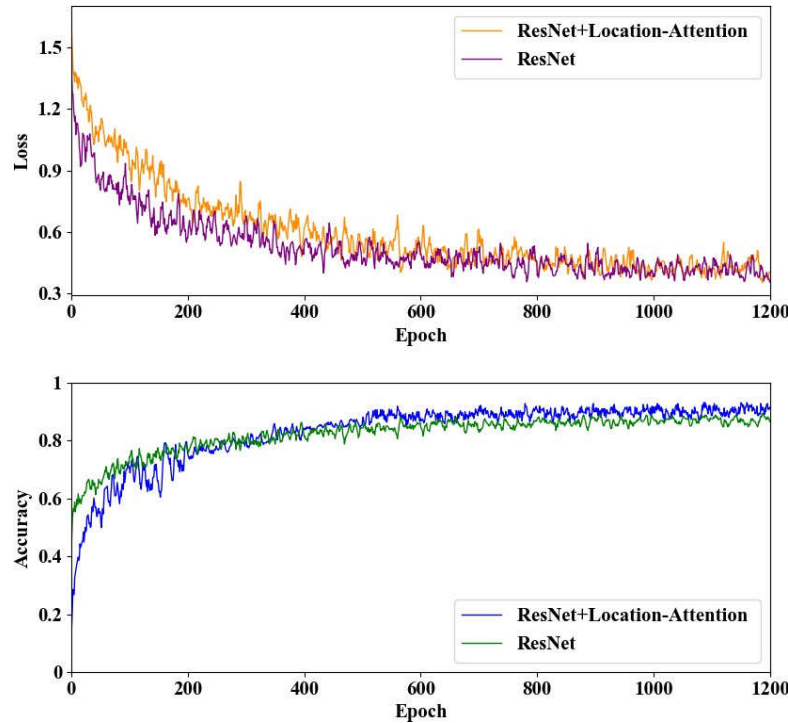 ResNet+Location-Attention
ResNet
1.5
1.2
0.9
0.6
0.3
Loss
0 200 400 600 800 1000 1200
Epoch
1
0.8
0.6
0.4
0.2
0
Accuracy
ResNet+Location-Attention
ResNet
0 200 400 600 800 1000 1200
Epoch